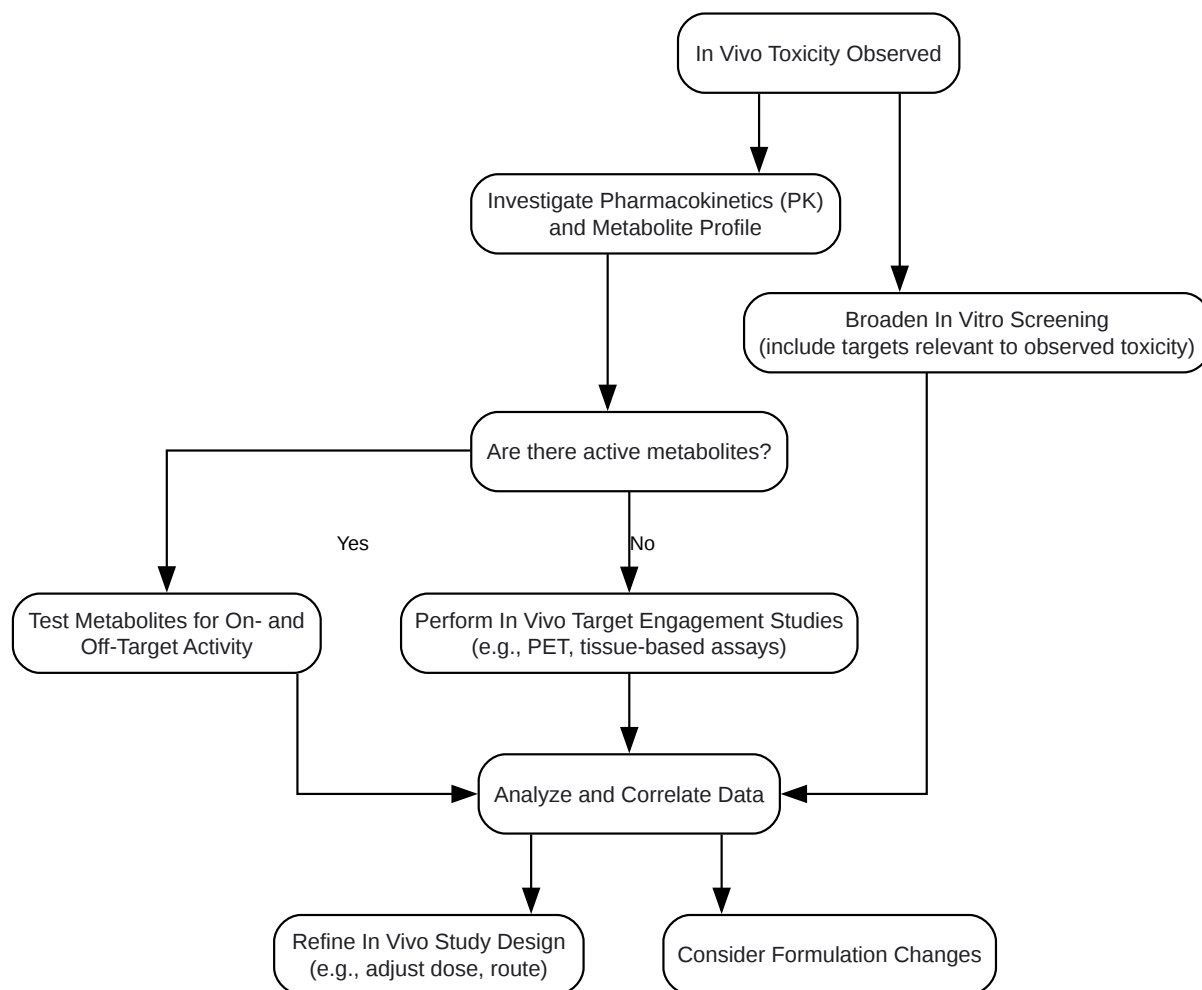 In Vivo Toxicity Observed
Investigate Pharmacokinetics (PK)
and Metabolite Profile
Broaden In Vitro Screening
(include targets relevant to observed toxicity)
Are there active metabolites?
Yes
No
Test Metabolites for On- and
Off-Target Activity
Perform In Vivo Target Engagement Studies
(e.g., PET, tissue-based assays)
Analyze and Correlate Data
Refine In Vivo Study Design
(e.g., adjust dose, route)
Consider Formulation Changes